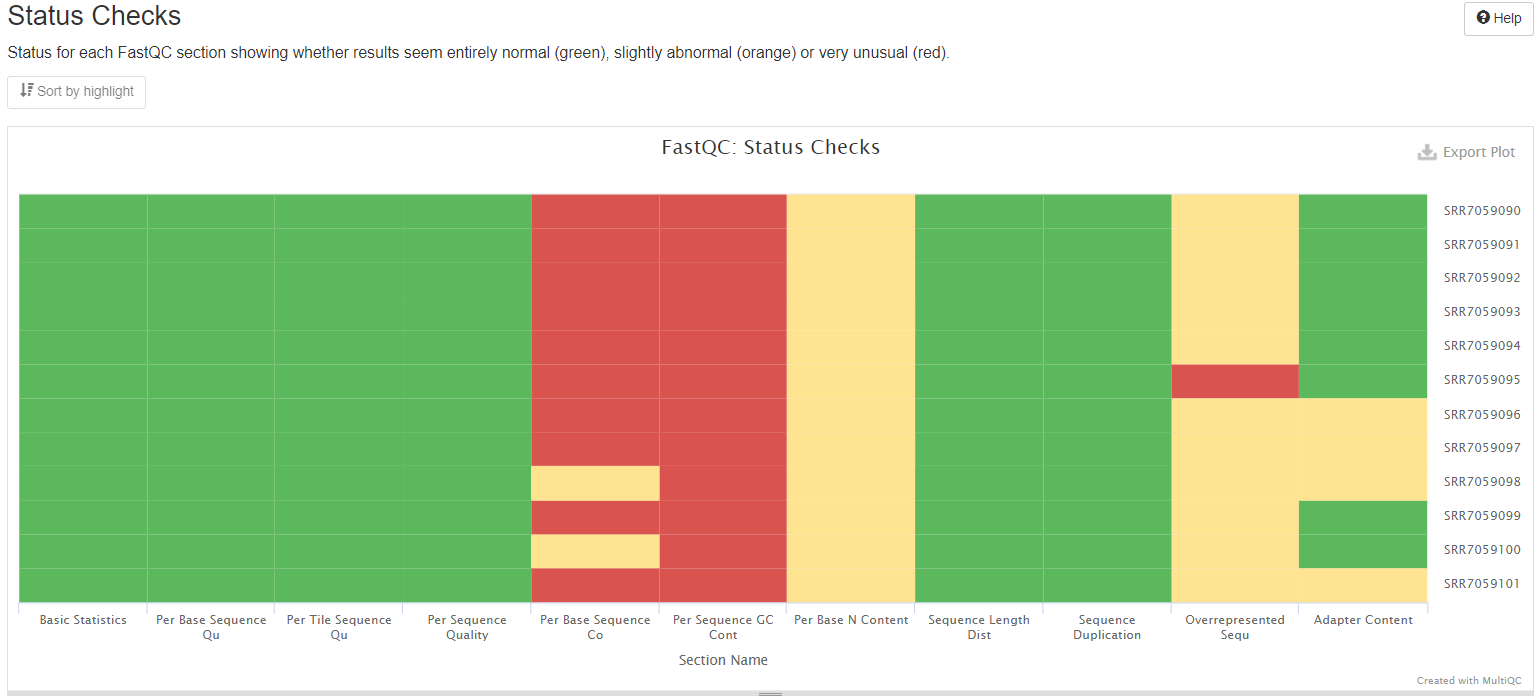 Status Checks
Help
Status for each FastQC section showing whether results seem entirely normal (green), slightly abnormal (orange) or very unusual (red).
Sort by highlight
FastQC: Status Checks
Export Plot
SRR7059090
SRR7059091
SRR7059092
SRR7059093
SRR7059094
SRR7059095
SRR7059096
SRR7059097
SRR7059098
SRR7059099
SRR7059100
SRR7059101
Basic Statistics
Per Base Sequence
Qu
Per Tile Sequence
Qu
Per Sequence
Quality
Per Base Sequence
Co
Per Sequence GC
Cont
Per Base N Content
Sequence Length
Dist
Sequence
Duplication
Overrepresented
Sequ
Adapter Content
Section Name
Created with MultiQC